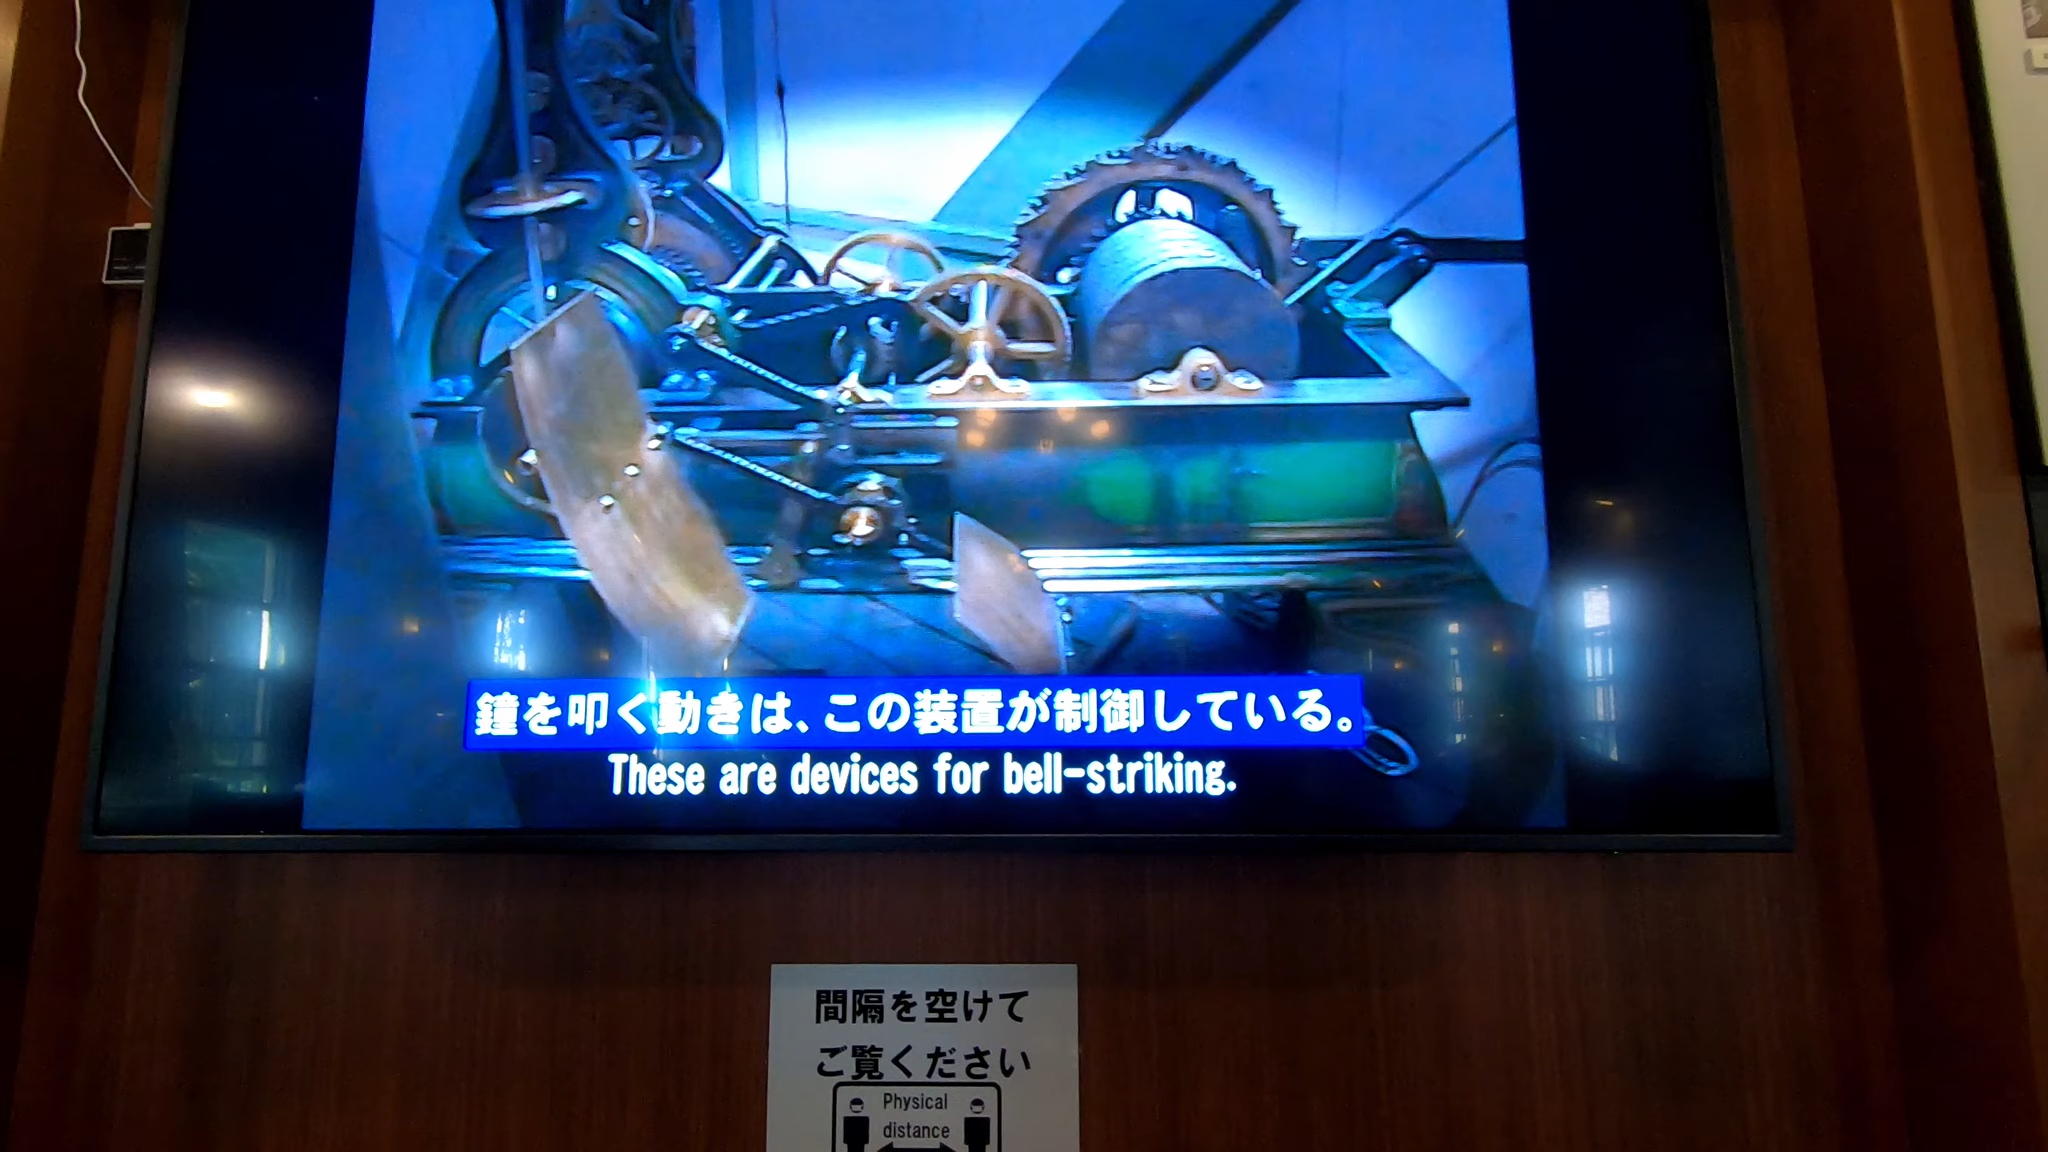 鐘を叩く動きは、この装置が制御している。
These are devices for bell-striking.
間隔を空けて
ご覧ください
Physical
distance